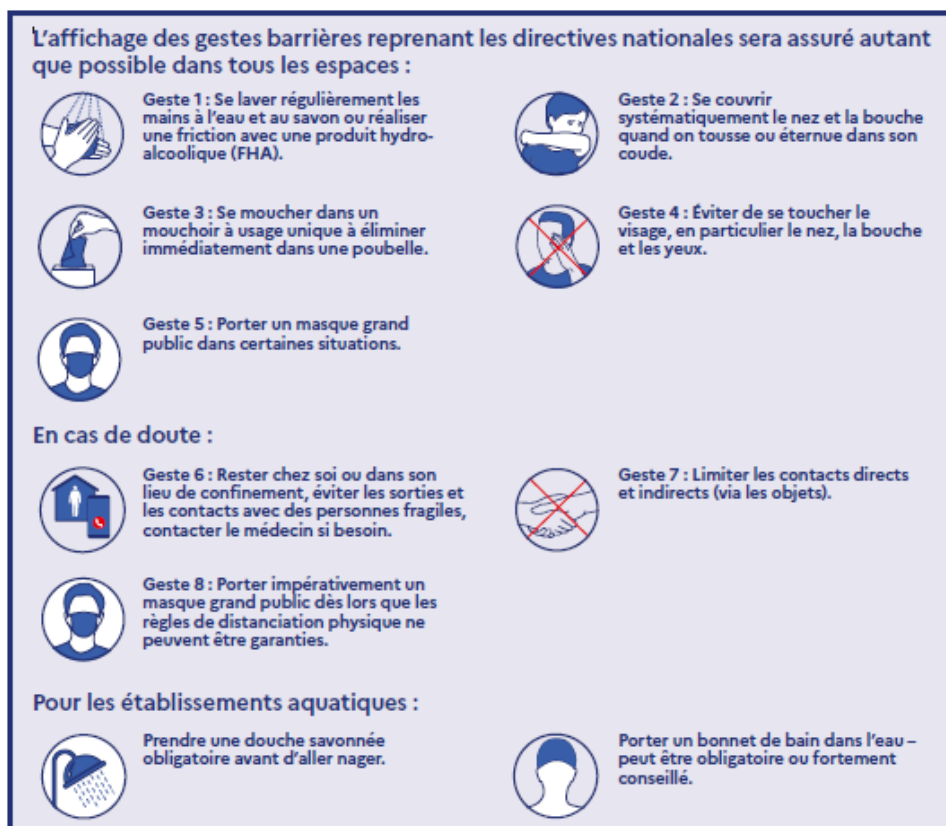 L'affichage des gestes barrières reprenant les directives nationales sera assuré autant
que possible dans tous les espaces :
Geste 1 : Se laver régulièrement les
mains à l'eau et au savon ou réaliser
une friction avec une produit hydro-
alcoolique (FHA).
Geste 2 : Se couvrir
systématiquement le nez et la bouche
quand on tousse ou éternue dans son
coude.
Geste 3 : Se moucher dans un
mouchoir à usage unique à éliminer
immédiatement dans une poubelle.
Geste 4 : Éviter de se toucher le
visage, en particulier le nez, la bouche
et les yeux.
Geste 5 : Porter un masque grand
public dans certaines situations.
En cas de doute :
Geste 6 : Rester chez soi ou dans son
lieu de confinement, éviter les sorties et
les contacts avec des personnes fragiles,
contacter le médecin si besoin.
Geste 7 : Limiter les contacts directs
et indirects (via les objets).
Geste 8 : Porter impérativement un
masque grand public dès lors que les
règles de distanciation physique ne
peuvent être garanties.
Pour les établissements aquatiques :
Prendre une douche savonnée
obligatoire avant d'aller nager.
Porter un bonnet de bain dans l'eau –
peut être obligatoire ou fortement
conseillé.